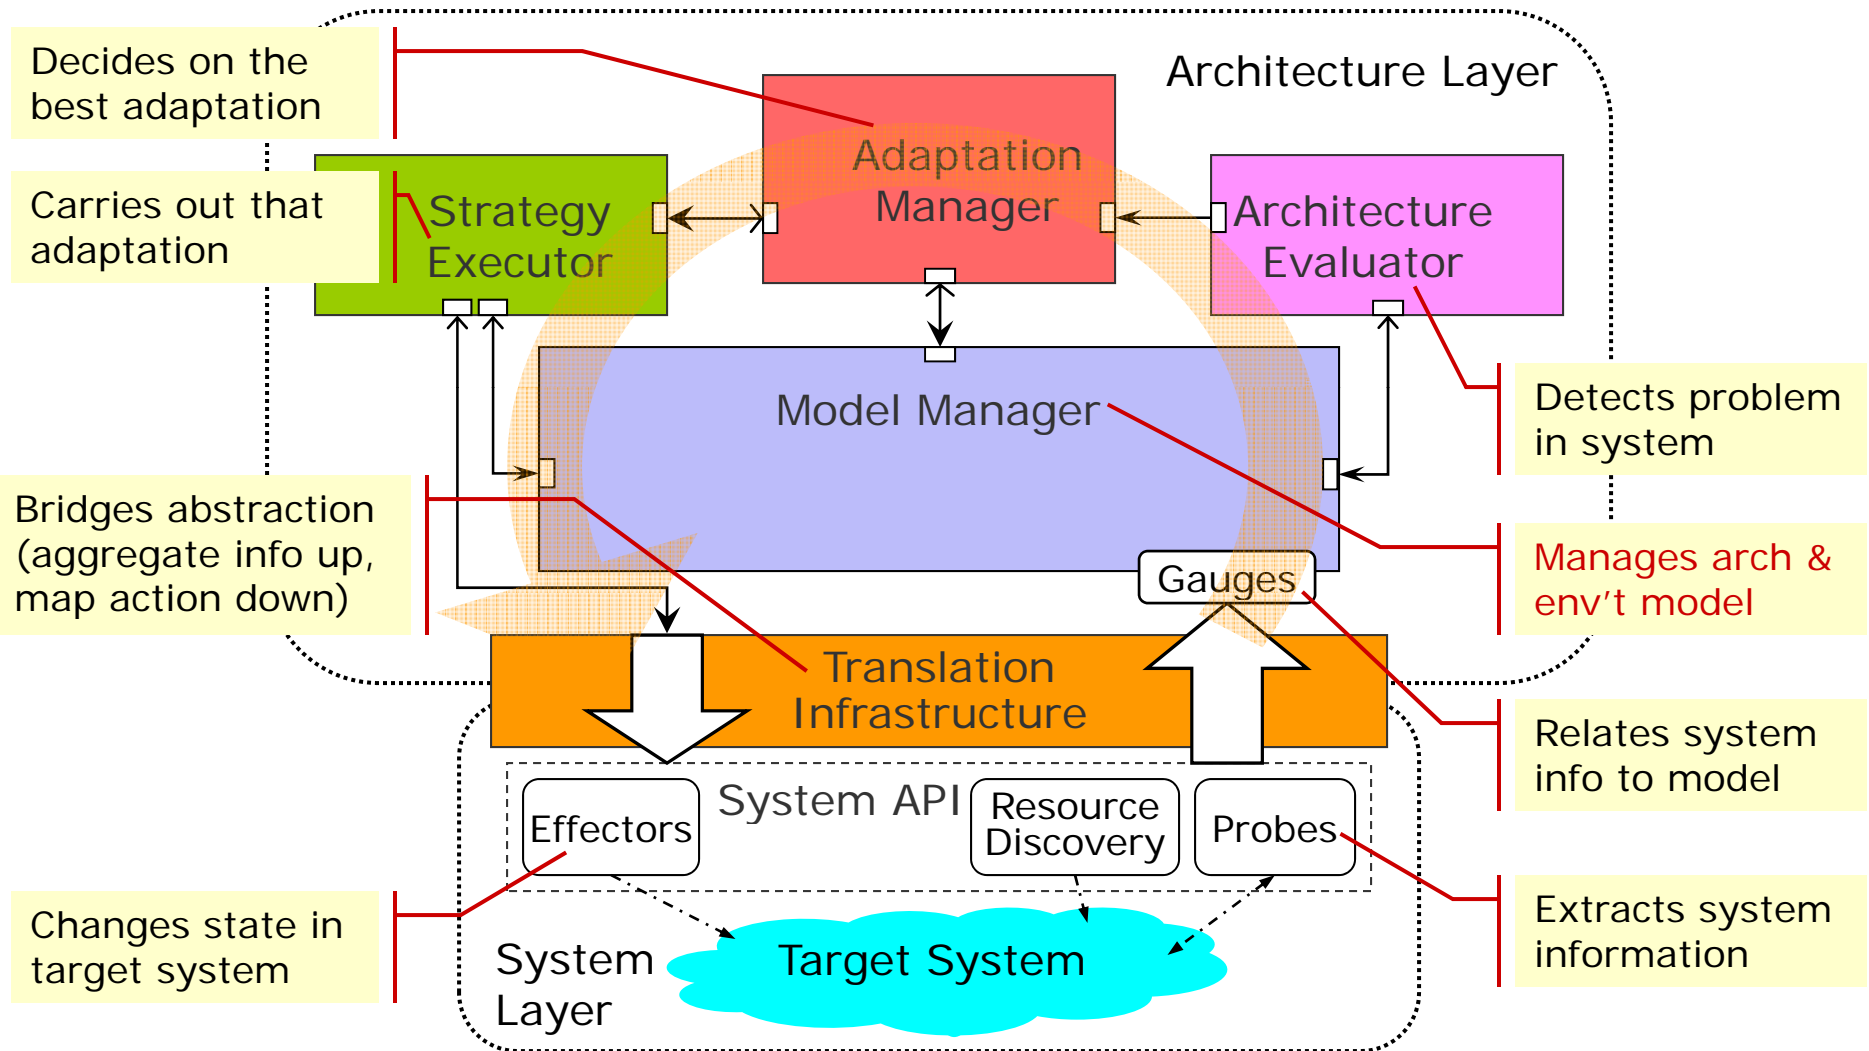 Decides on the
best adaptation
Architecture Layer
Adaptation
Manager
Carries out that
adaptation
Strategy
Executor
Architecture
Evaluator
Model Manager
Detects problem
in system
Bridges abstraction
(aggregate info up,
map action down)
Gauges
Manages arch &
env't model
Translation
Infrastructure
Relates system
info to model
System API
Effectors
Resource
Discovery
Probes
Changes state in
target system
System
Layer
Target System
Extracts system
information